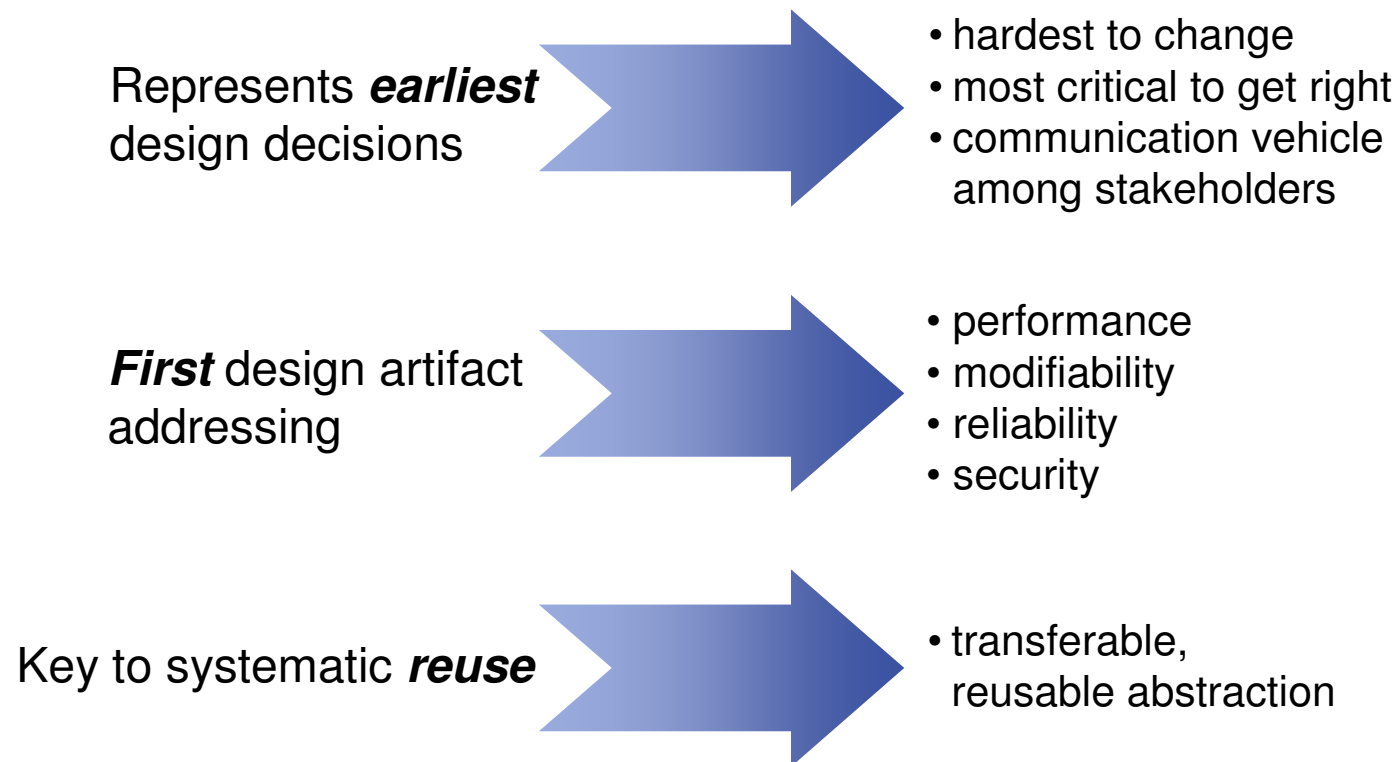 Represents earliest
design decisions
• hardest to change
• most critical to get right
• communication vehicle
among stakeholders
First design artifact
addressing
• performance
• modifiability
• reliability
• security
Key to systematic reuse
• transferable,
reusable abstraction